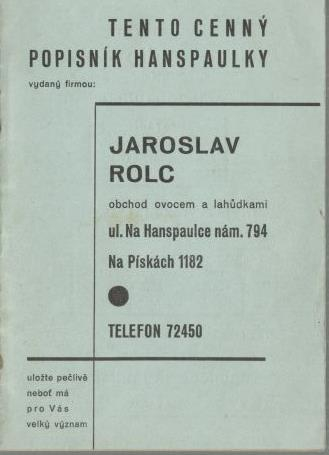 TENTO CENNÝ
POPISNÍK HANSPAULKY
vydaný firmou:
JAROSLAV
ROLC
obchod ovocem a lahůdkami
ul. Na Hanspaulce nám. 794
Na Pískách 1182
TELEFON 72450
uložte pečlivě
neboť má
pro Vás
velký význam